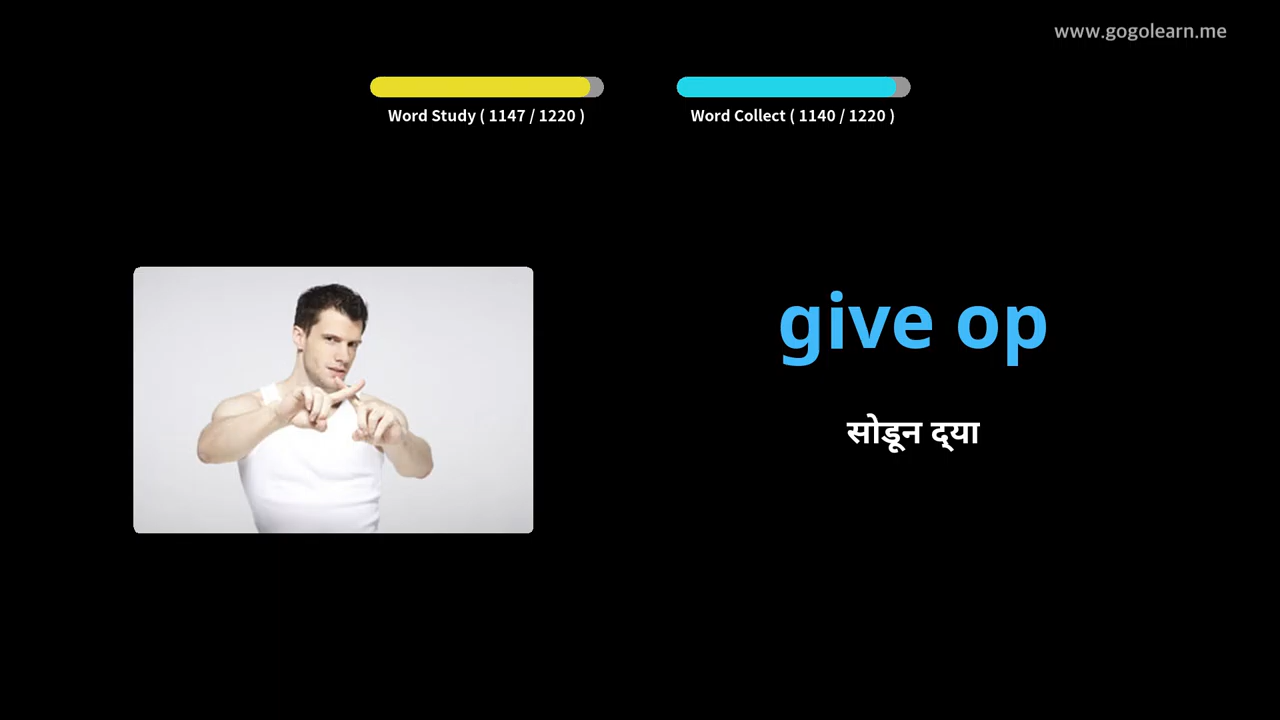 www.gogolearn.me
Word Study ( 1147 / 1220 )
Word Collect ( 1140 / 1220 )
give op
सोडून द्‌या